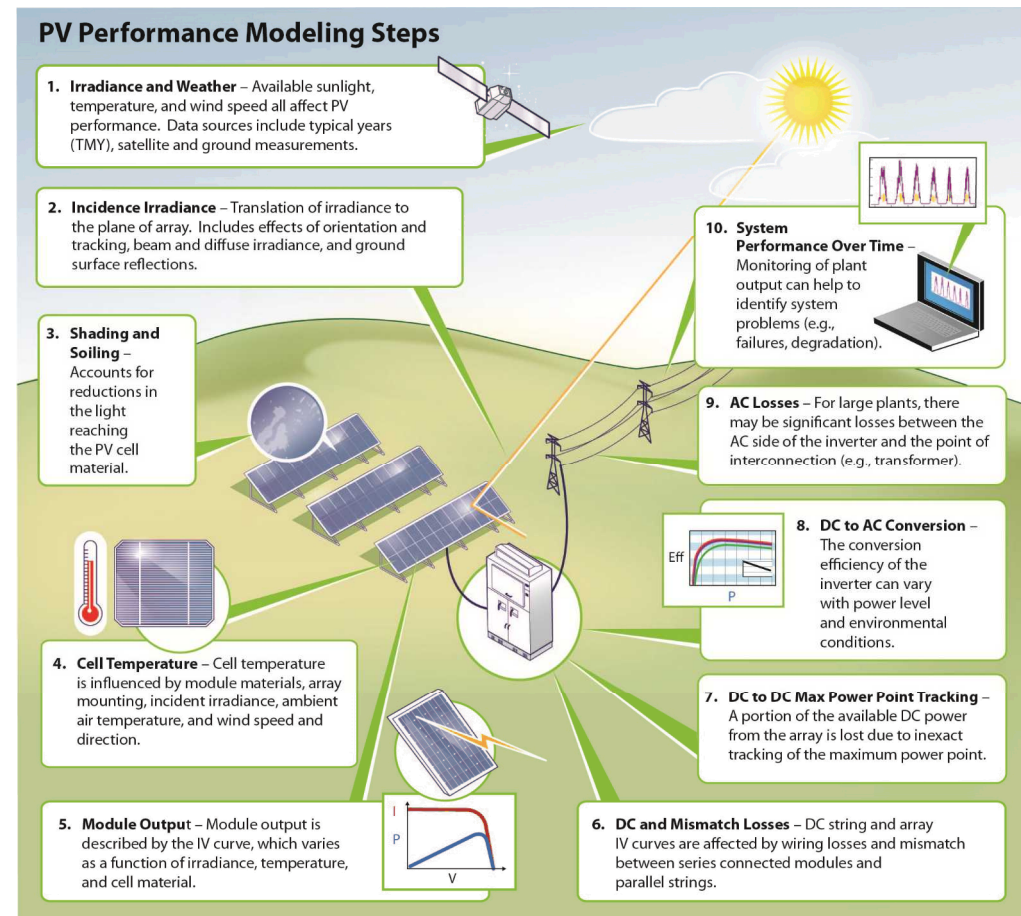 PV Performance Modeling Steps
1. Irradiance and Weather – Available sunlight,
temperature, and wind speed all affect PV
performance. Data sources include typical years
(TMY), satellite and ground measurements.
2. Incidence Irradiance – Translation of irradiance to
the plane of array. Includes effects of orientation and
tracking, beam and diffuse irradiance, and ground
surface reflections.
3. Shading and
Soiling –
Accounts for
reductions in
the light
reaching
the PV cell
material.
4. Cell Temperature – Cell temperature
is influenced by module materials, array
mounting, incident irradiance, ambient
air temperature, and wind speed and
direction.
5. Module Output – Module output is
described by the IV curve, which varies
as a function of irradiance, temperature,
and cell material.
I
P
V
6. DC and Mismatch Losses – DC string and array
IV curves are affected by wiring losses and mismatch
between series connected modules and
parallel strings.
7. DC to DC Max Power Point Tracking –
A portion of the available DC power
from the array is lost due to inexact
tracking of the maximum power point.
8. DC to AC Conversion –
The conversion
efficiency of the
inverter can vary
with power level
and environmental
conditions.
Eff
P
9. AC Losses – For large plants, there
may be significant losses between the
AC side of the inverter and the point of
interconnection (e.g., transformer).
10. System
Performance Over Time –
Monitoring of plant
output can help to
identify system
problems (e.g.,
failures, degradation).